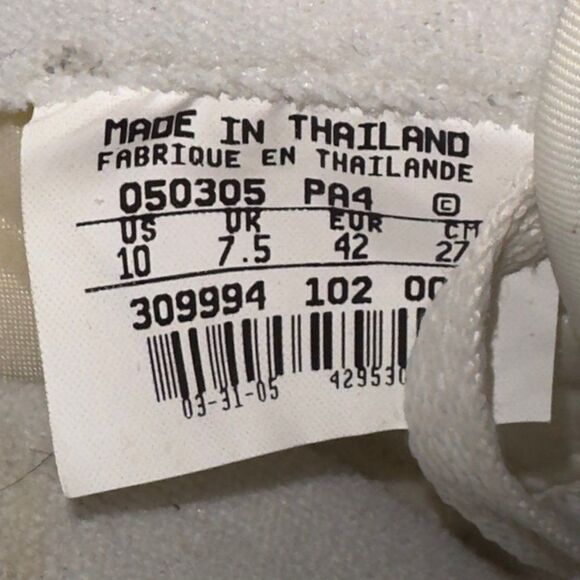 MADE IN THAILAND
FABRIQUE EN THAILANDE
050305 PA4 C
US UK EUR CM
10 7.5 42 27
309994 102
03-31-05 429530